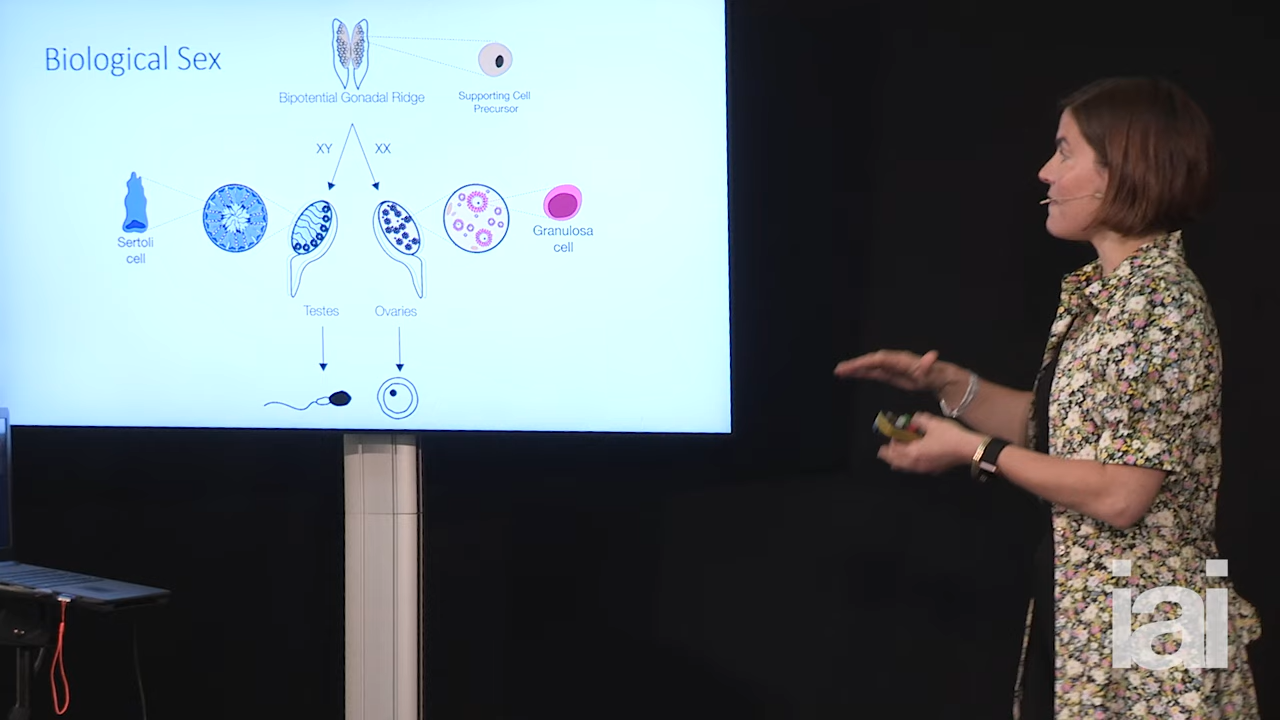 Biological Sex
Bipotential Gonadal Ridge
Supporting Cell
Precursor
XY
XX
Sertoli
cell
Granulosa
cell
Testes
Ovaries
iai